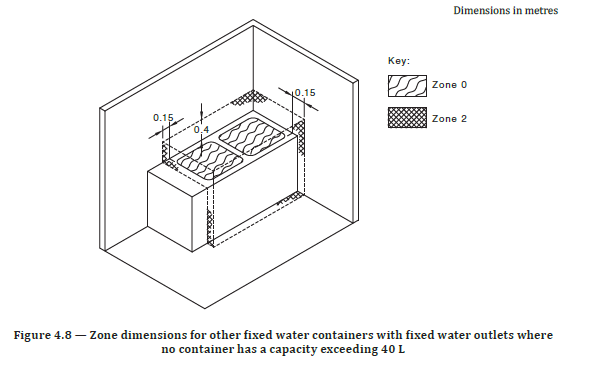 Dimensions in metres
Key:
Zone 0
Zone 2
0.15
0.15
0.4
Figure 4.8 — Zone dimensions for other fixed water containers with fixed water outlets where
no container has a capacity exceeding 40 L